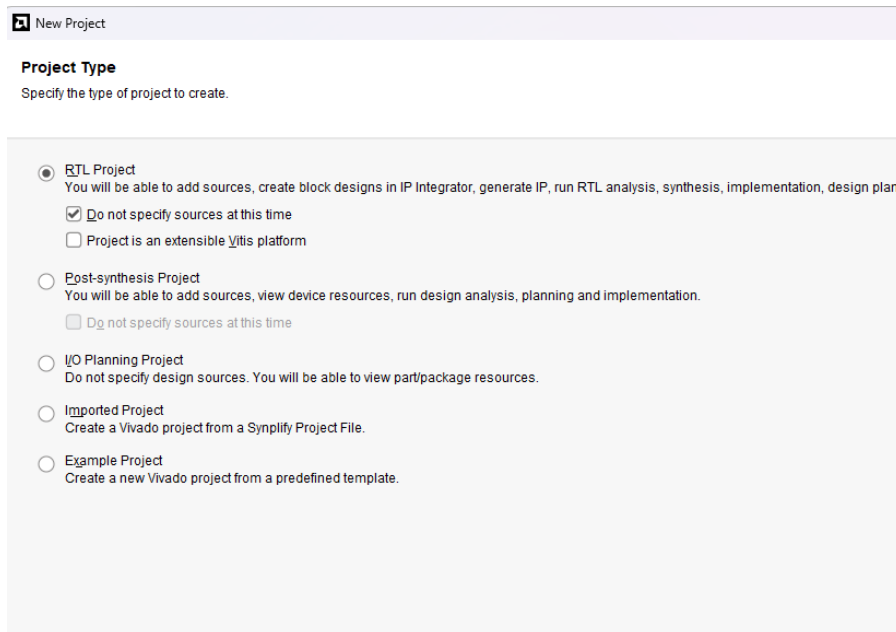 New Project
Project Type
Specify the type of project to create.
RTL Project
You will be able to add sources, create block designs in IP Integrator, generate IP, run RTL analysis, synthesis, implementation, design
Do not specify sources at this time
Project is an extensible Vitis platform
Post-synthesis Project
You will be able to add sources, view device resources, run design analysis, planning and implementation.
Do not specify sources at this time
I/O Planning Project
Do not specify design sources. You will be able to view part/package resources.
Imported Project
Create a Vivado project from a Synplify Project File.
Example Project
Create a new Vivado project from a predefined template.